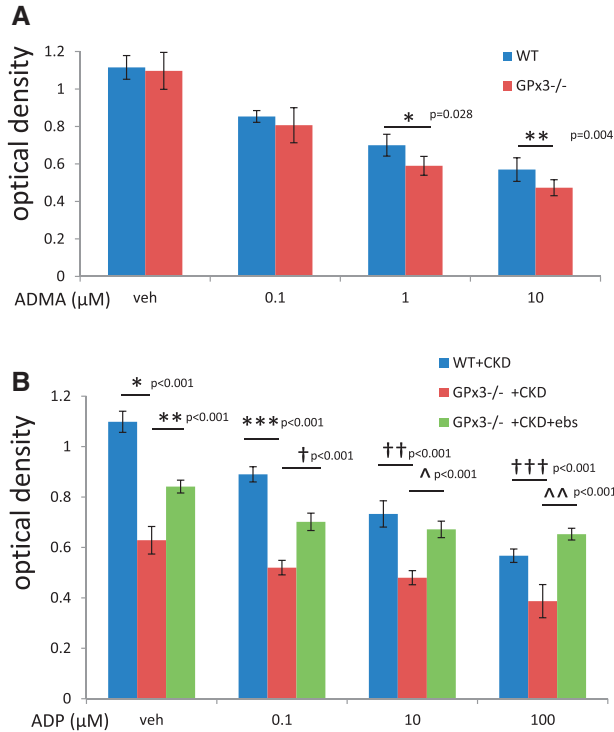 A
optical density
1.2
1
0.8
0.6
0.4
0.2
0
WT
GPx3-/-
* p=0.028
** p=0.004
ADMA (µM) veh 0.1 1 10
B
optical density
WT+CKD
GPx3-/- +CKD
GPx3-/- +CKD+ebs
1.2
1
0.8
0.6
0.4
0.2
0
* p<0.001
** p<0.001
*** p<0.001
† p<0.001
†† p<0.001
^ p<0.001
††† p<0.001
^^ p<0.001
ADP (µM) veh 0.1 10 100